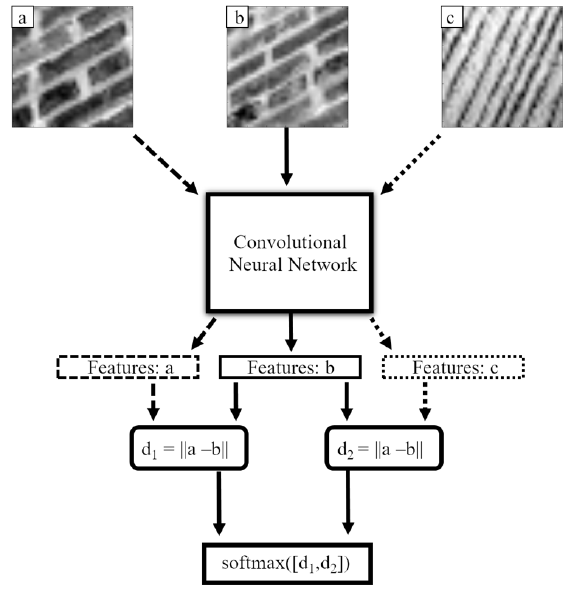 a
b
c
Convolutional
Neural Network
Features: a
Features: b
Features: c
d₁ = ||a –b||
d₂ = ||a –b||
softmax([d₁,d₂])